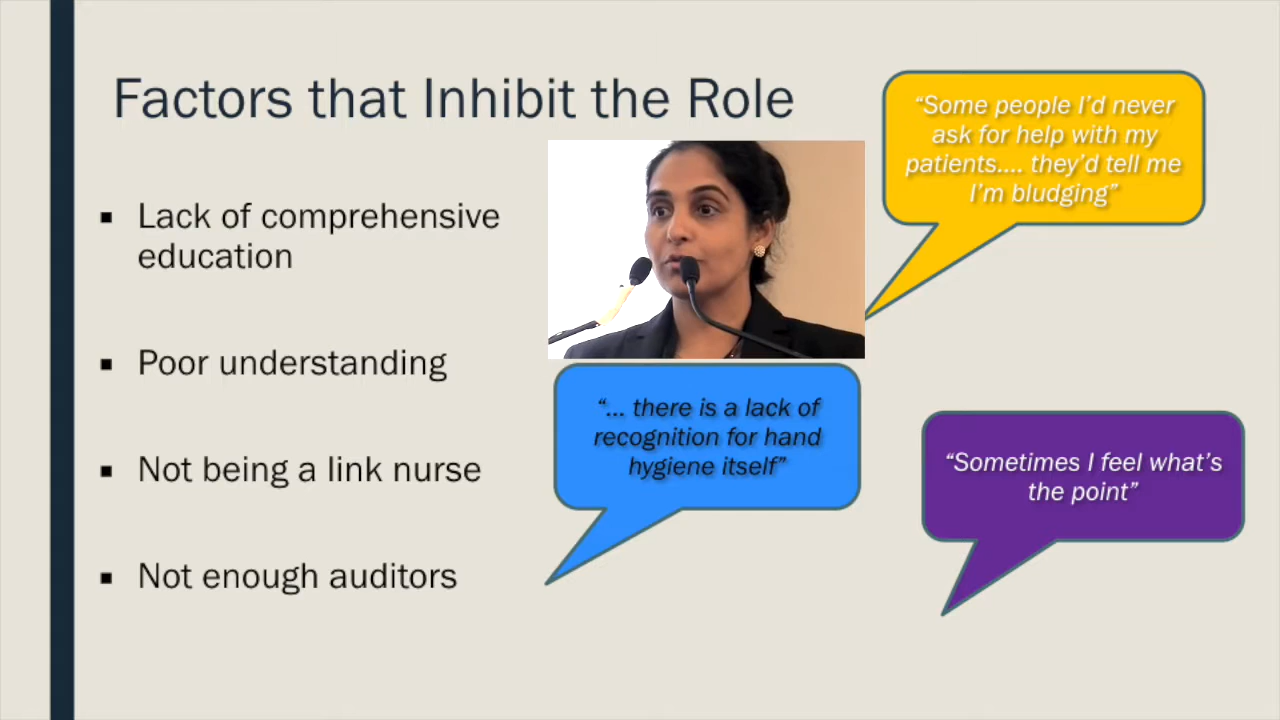 Factors that Inhibit the Role
Lack of comprehensive
education
Poor understanding
Not being a link nurse
Not enough auditors
“Some people I’d never
ask for help with my
patients.... they’d tell me
I’m bludging”
“... there is a lack of
recognition for hand
hygiene itself”
“Sometimes I feel what’s
the point”